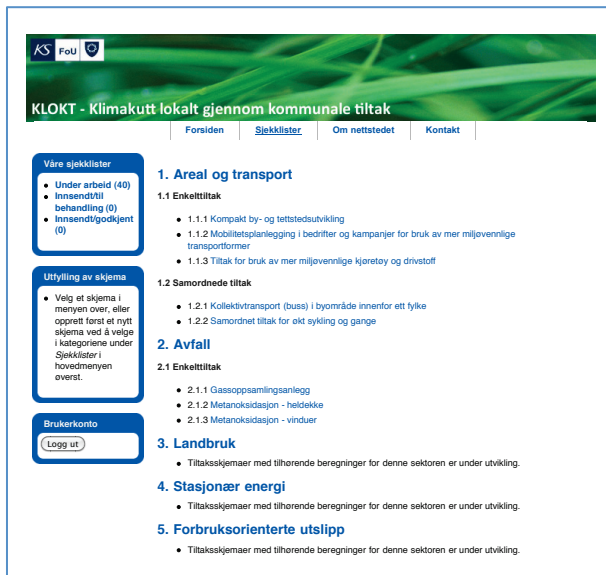 KS FoU
KLOKT - Klimakutt lokalt gjennom kommunale tiltak
Forsiden Sjekklister Om nettstedet Kontakt
Våre sjekklister
Under arbeid (40)
Innsendt/til
behandling (0)
Innsendt/godkjent
(0)
Utfylling av skjema
Velg et skjema i
menyen over, eller
opprett først et nytt
skjema ved å velge
i kategoriene under
Sjekklister i
hovedmenyen
øverst.
Brukerkonto
Logg ut
1. Areal og transport
1.1 Enkelttiltak
1.1.1 Kompakt by- og tettstedsutvikling
1.1.2 Mobilitetsplanlegging i bedrifter og kampanjer for bruk av mer miljøvennlige
transportformer
1.1.3 Tiltak for bruk av mer miljøvennlige kjøretøy og drivstoff
1.2 Samordnede tiltak
1.2.1 Kollektivtransport (buss) i byområde innenfor ett fylke
1.2.2 Samordnet tiltak for økt sykling og gange
2. Avfall
2.1 Enkelttiltak
2.1.1 Gassoppsamlingsanlegg
2.1.2 Metanoksidasjon - heldekke
2.1.3 Metanoksidasjon - vinduer
3. Landbruk
Tiltaksskjemaer med tilhørende beregninger for denne sektoren er under utvikling.
4. Stasjonær energi
Tiltaksskjemaer med tilhørende beregninger for denne sektoren er under utvikling.
5. Forbruksorienterte utslipp
Tiltaksskjemaer med tilhørende beregninger for denne sektoren er under utvikling.